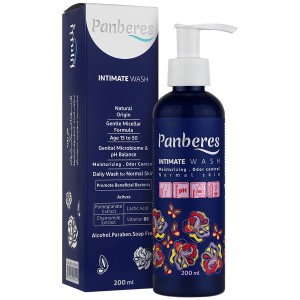 Panberes
INTIMATE WASH
Natural
Origin
Gentle Micellar
Formula
Age 15 to 50
Genital Microbiome &
pH Balance
Moisturizing . Odor Control
Daily Wash for Normal Skin
Promote Beneficial Bacteria
Actives
Pomegranate Extract
Lactic Acid
Chamomile Extract
Vitamin B5
Alcohol,Paraben,Soap Free
200 ml
Panberes
INTIMATE WASH
Moisturizing . Odor control
Normal skin
pH
200 ml